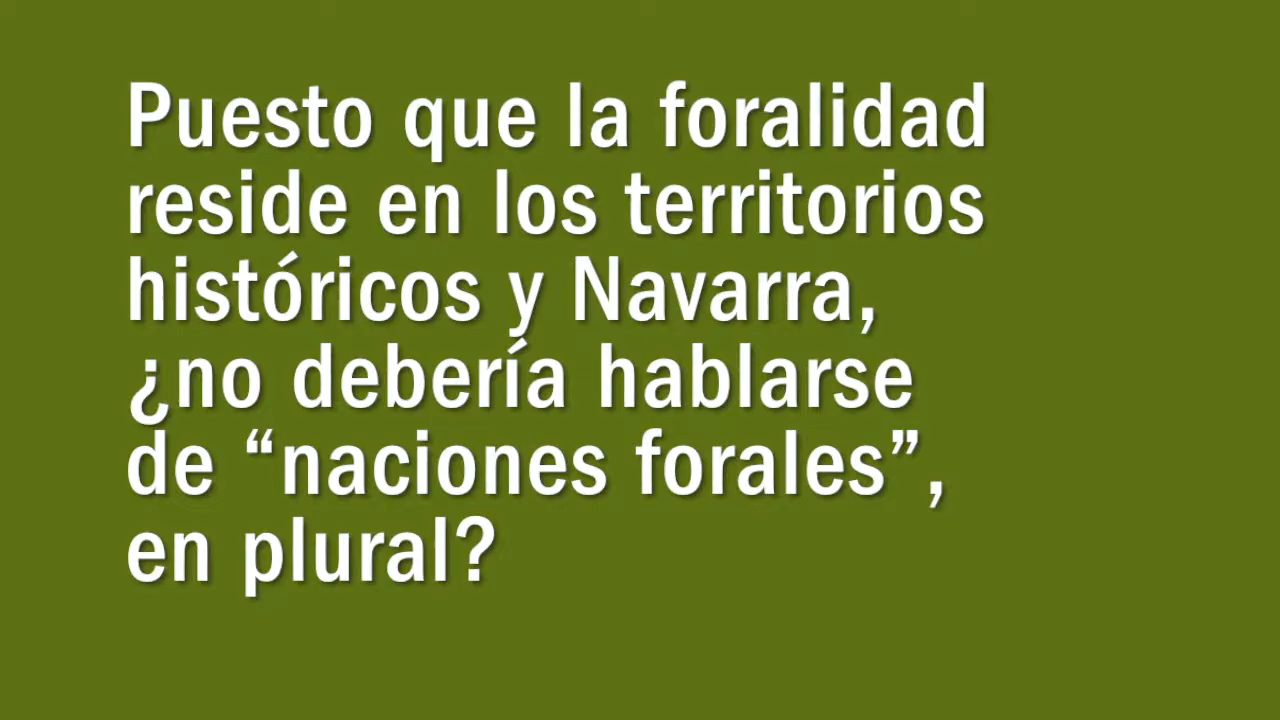 Puesto que la foralidad
reside en los territorios
históricos y Navarra,
¿no debería hablarse
de “naciones forales”,
en plural?